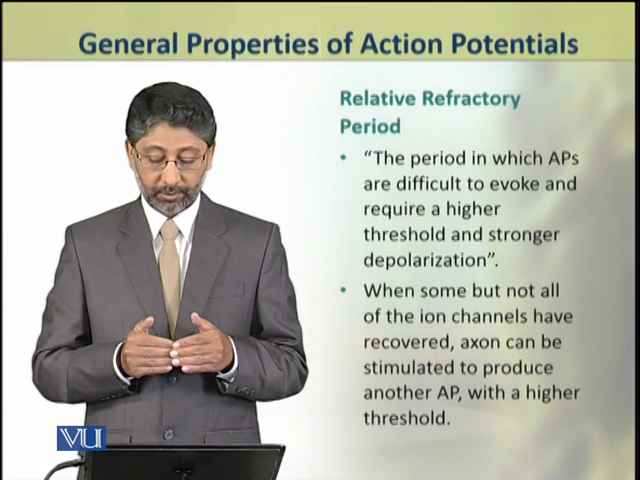 General Properties of Action Potentials
Relative Refractory
Period
• “The period in which APs
are difficult to evoke and
require a higher
threshold and stronger
depolarization”.
• When some but not all
of the ion channels have
recovered, axon can be
stimulated to produce
another AP, with a higher
threshold.
VU